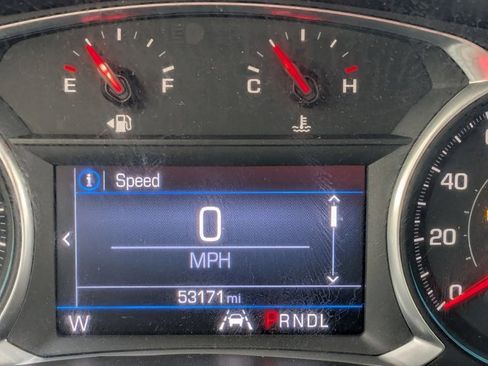 E F C H
Speed
0
MPH
53171 mi
W PRNDL
40
20
0